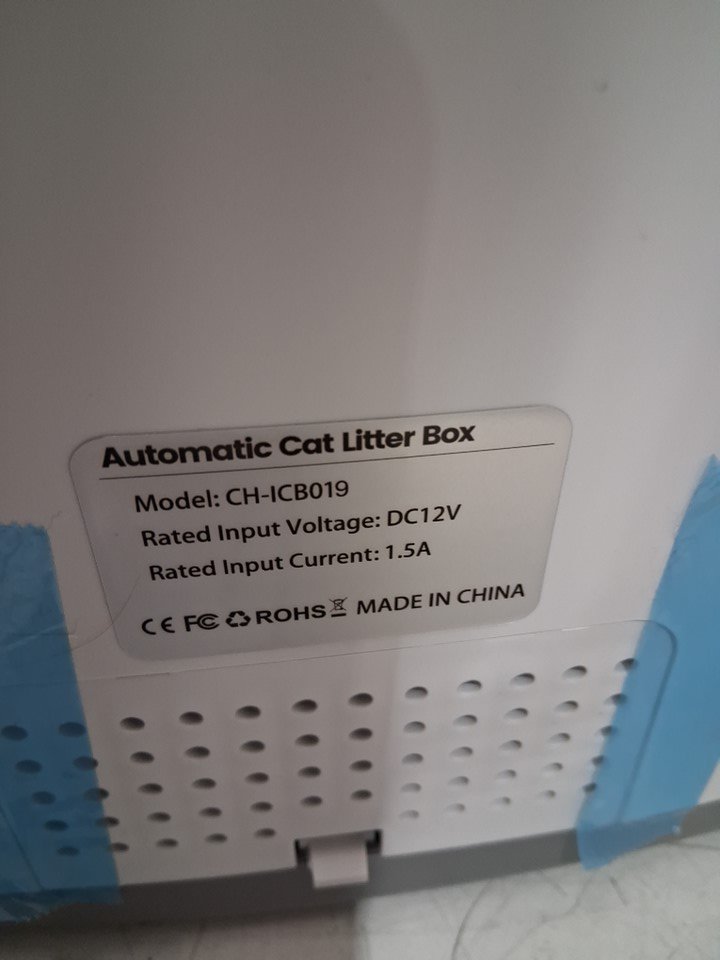 Automatic Cat Litter Box
Model: CH-ICB019
Rated Input Voltage: DC12V
Rated Input Current: 1.5A
CE FC ROHS MADE IN CHINA